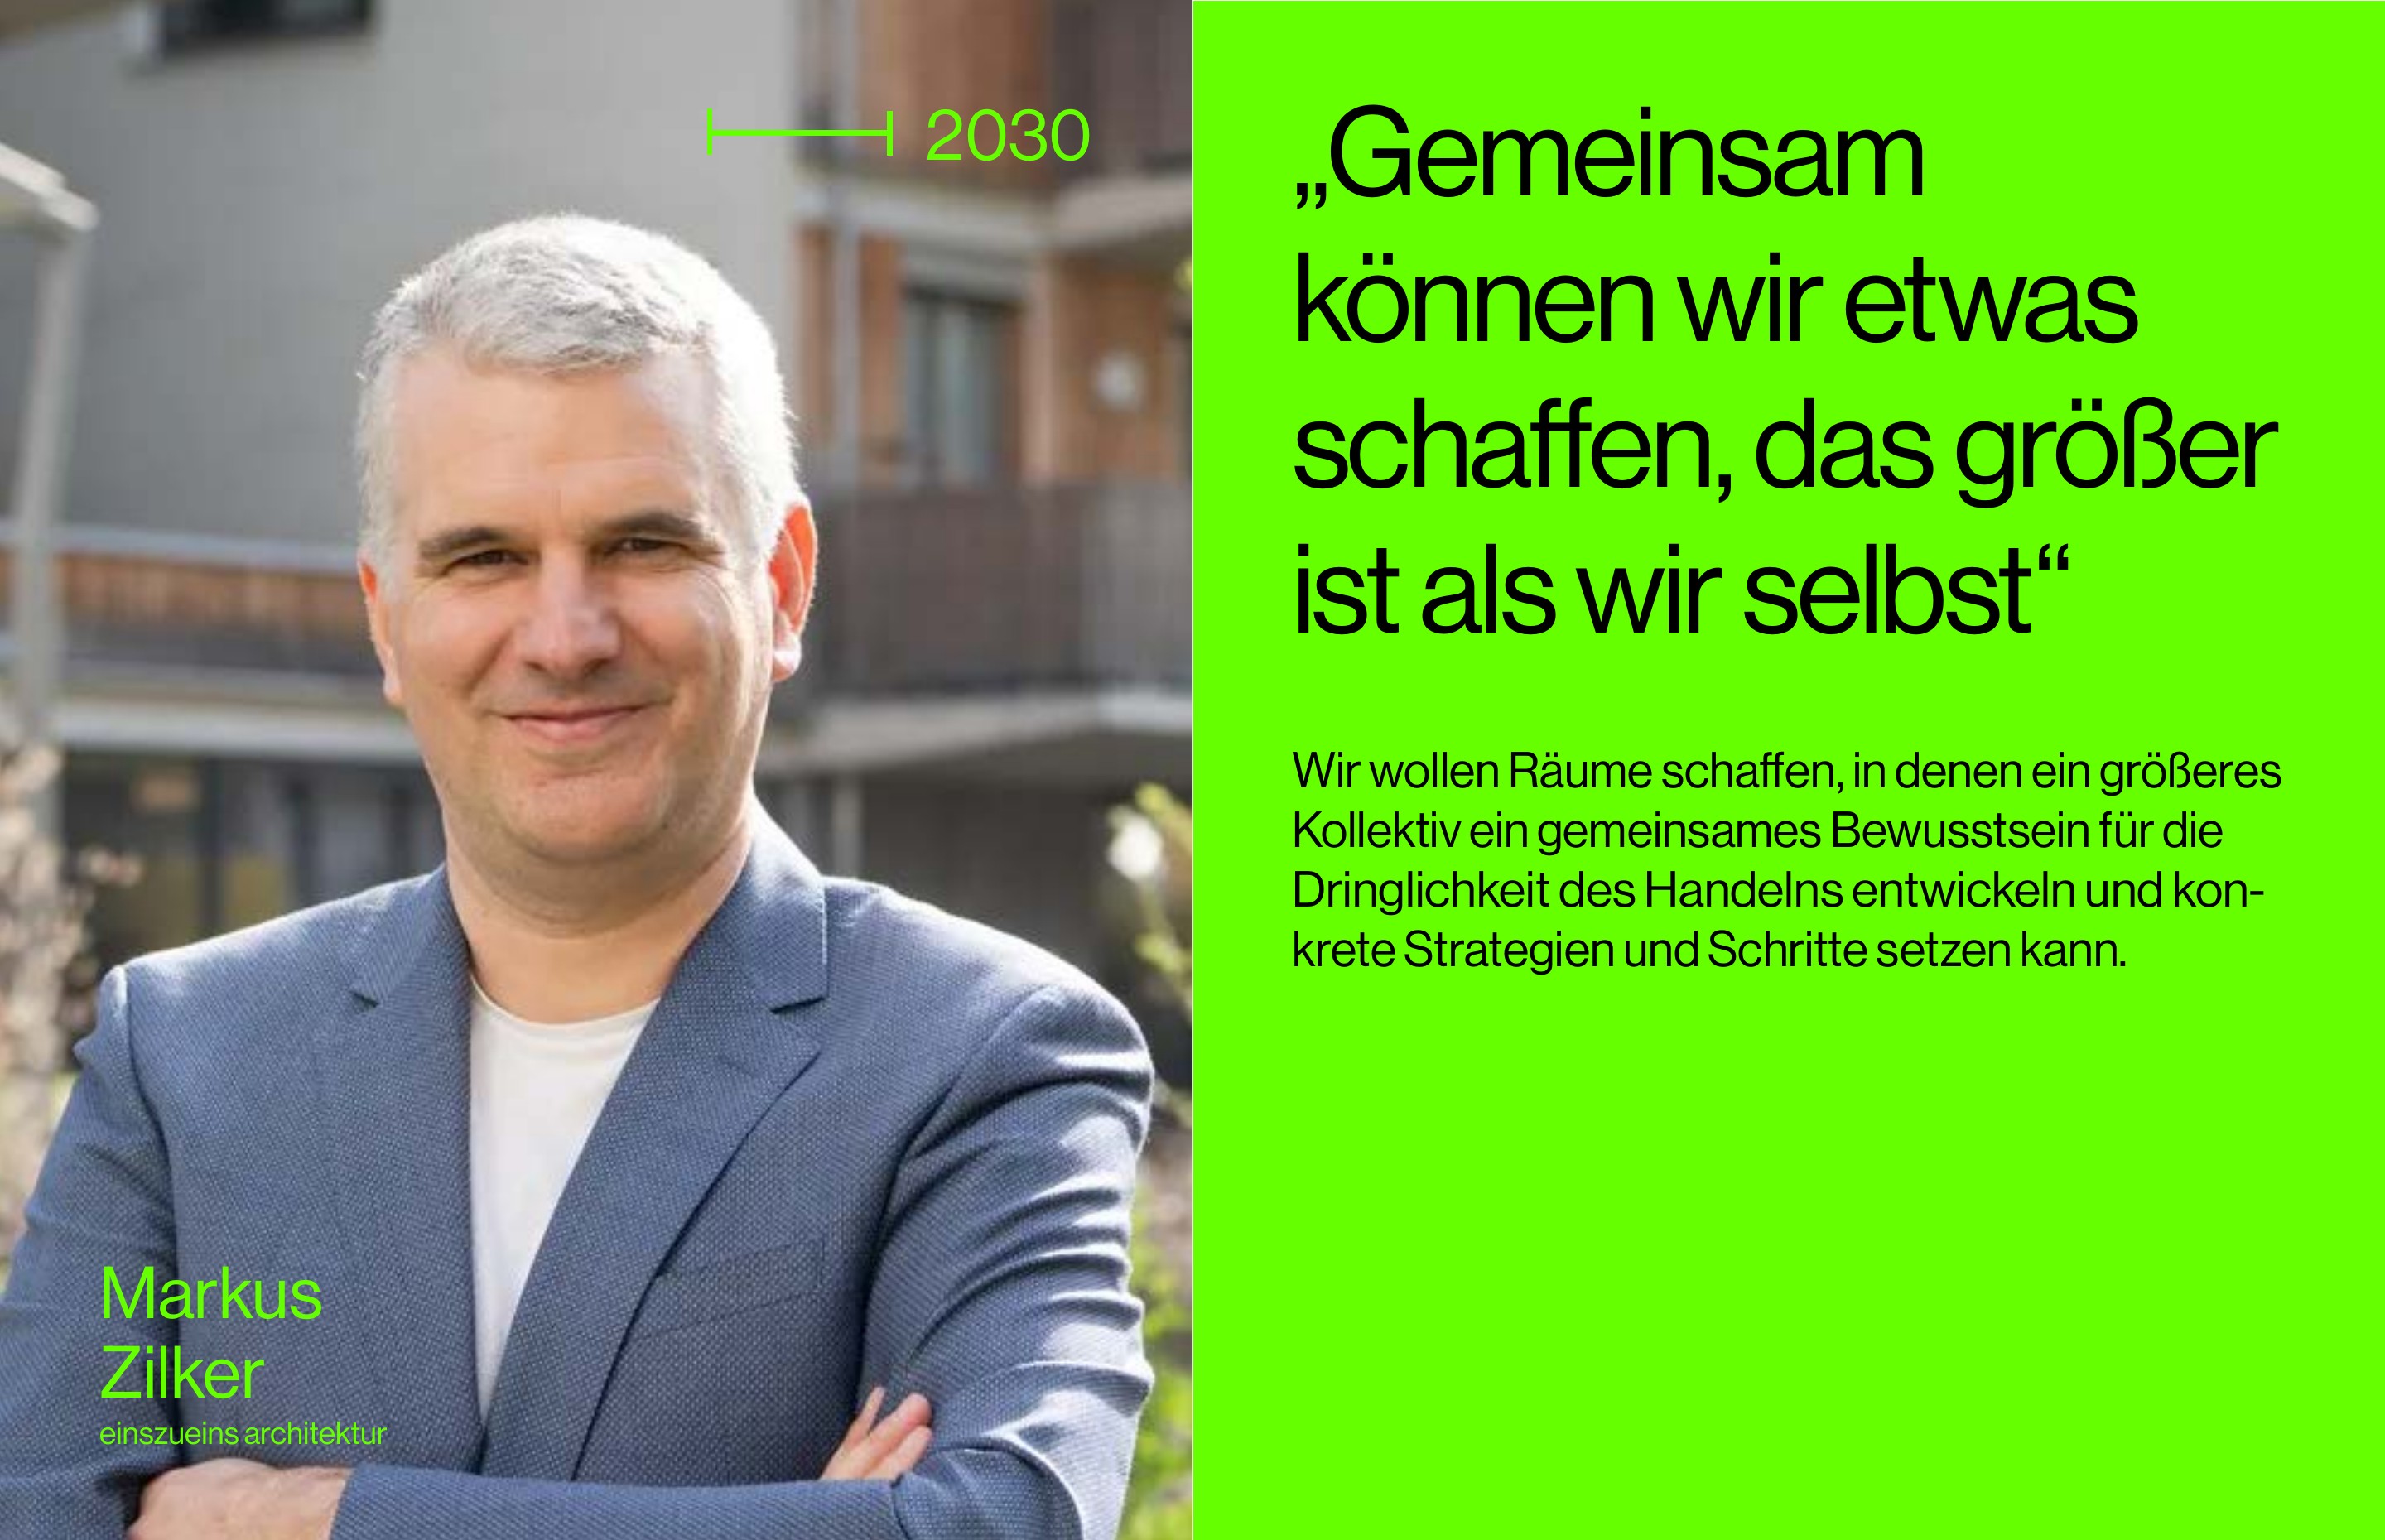 2030
Markus
Zilker
einszueins architektur
„Gemeinsam
können wir etwas
schaffen, das größer
ist als wir selbst“
Wir wollen Räume schaffen, in denen ein größeres
Kollektiv ein gemeinsames Bewusstsein für die
Dringlichkeit des Handelns entwickeln und kon-
krete Strategien und Schritte setzen kann.